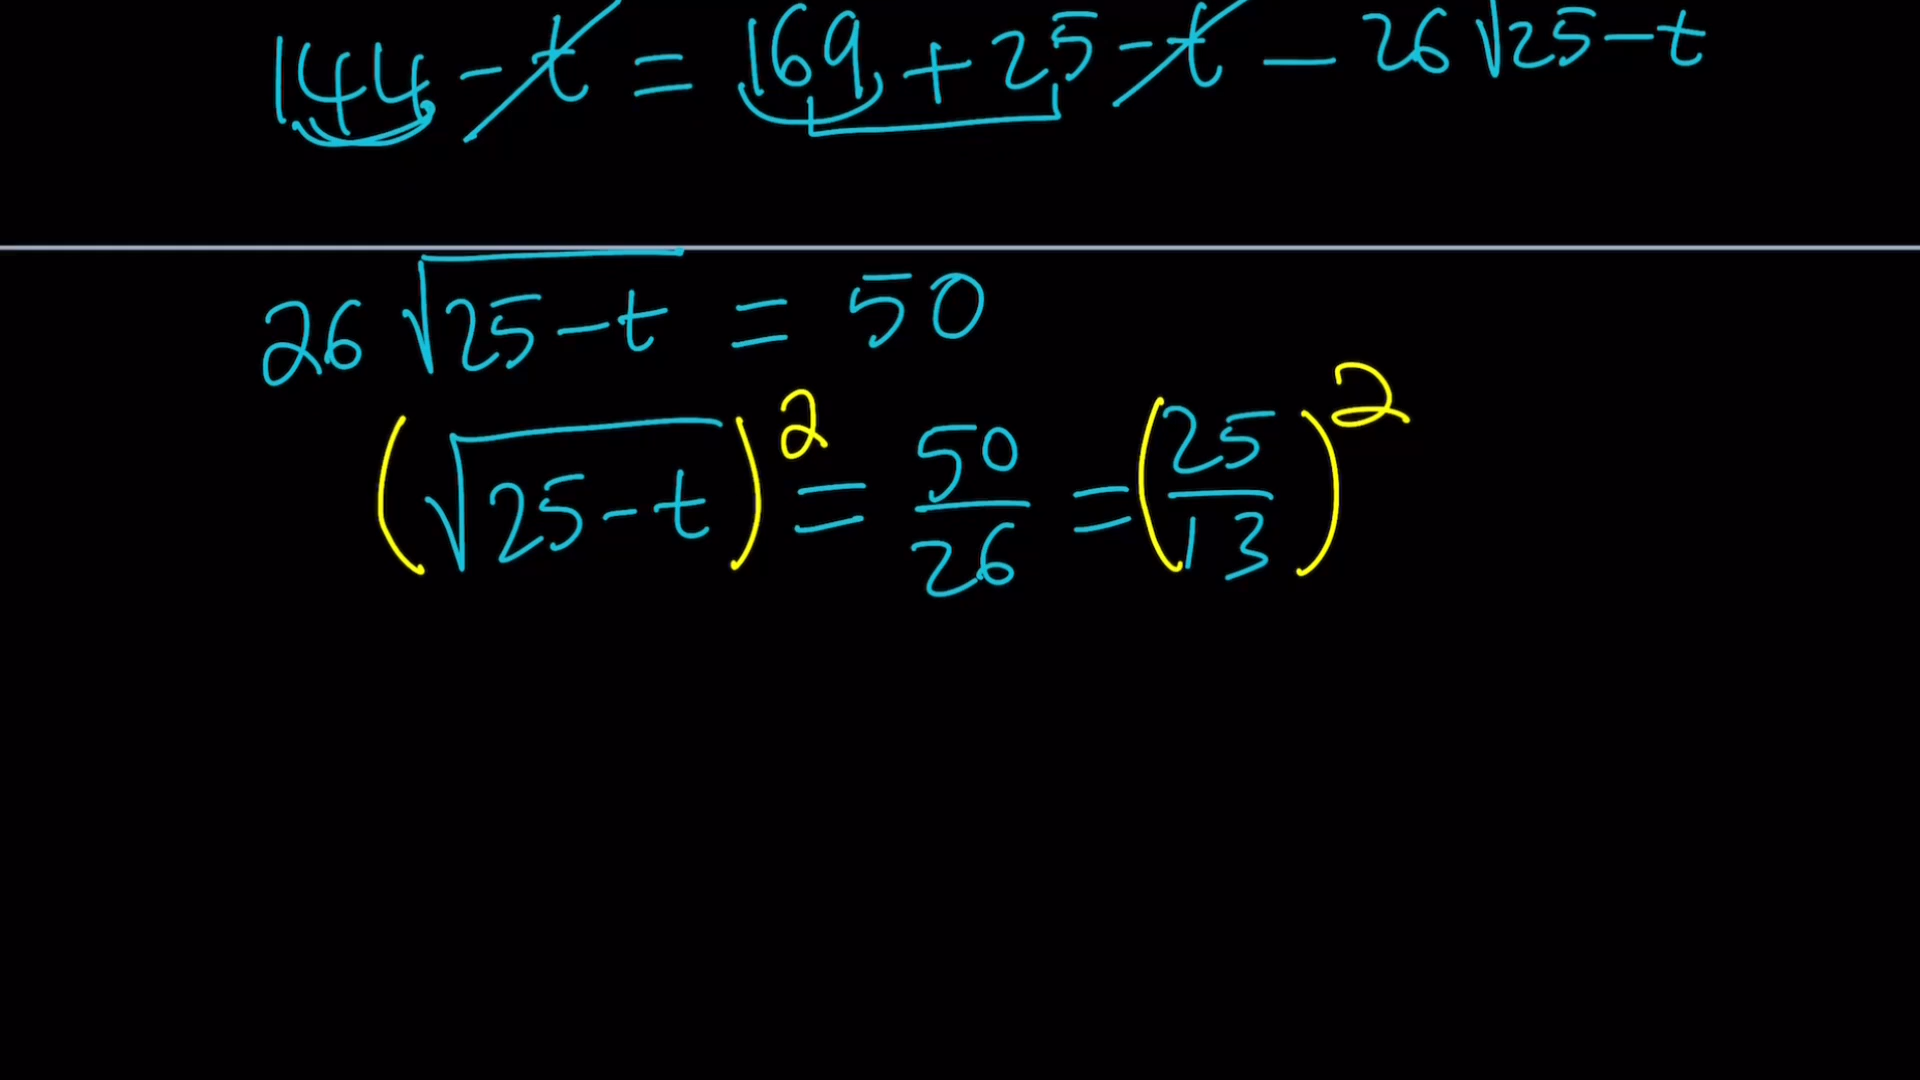 144 - t = 169 + 25 - t - 26√25-t
26√25-t = 50
(√25-t)² = 50/26 = (25/13)²